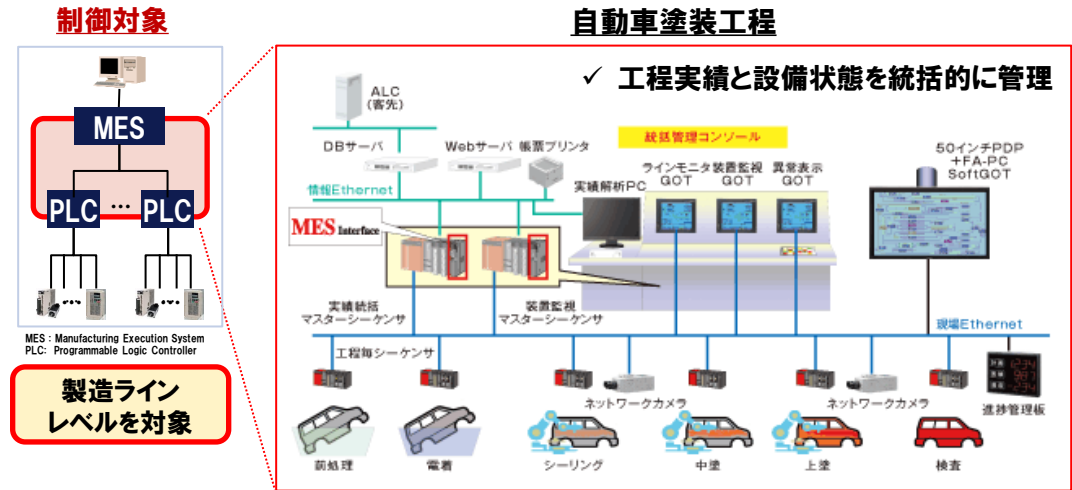 制御対象
MES
PLC
…
PLC
MES : Manufacturing Execution System
PLC: Programmable Logic Controller
製造ライン
レベルを対象
自動車塗装工程
✓ 工程実績と設備状態を統括的に管理
ALC
(客先)
DBサーバ
Webサーバ
帳票プリンタ
情報Ethernet
MES Interface
実績解析PC
統括管理コンソール
ラインモニタ
GOT
装置監視
GOT
異常表示
GOT
50インチPDP
+FA-PC
SoftGOT
実績統括
マスターシーケンサ
装置監視
マスターシーケンサ
現場Ethernet
工程毎シーケンサ
ネットワークカメラ
ネットワークカメラ
進捗管理板
前処理
電着
シーリング
中塗
上塗
検査